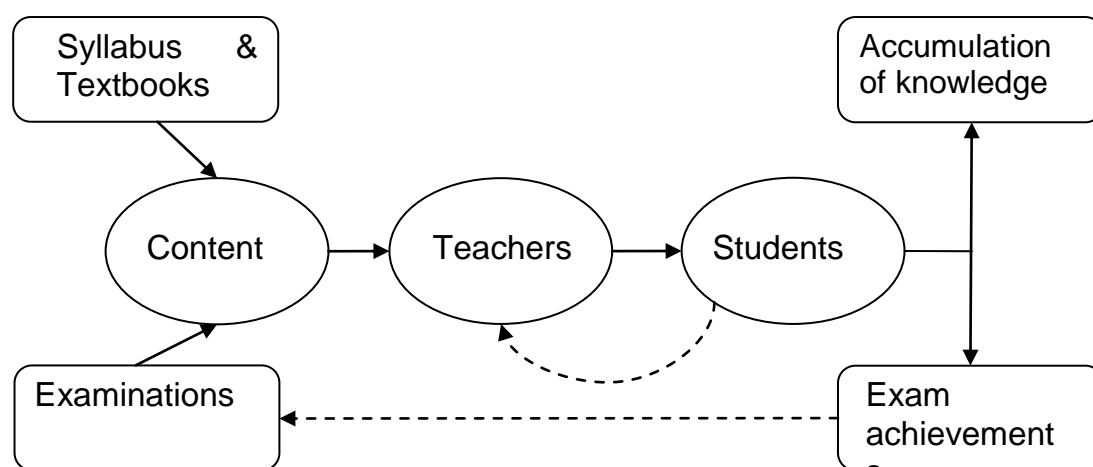 Syllabus &
Textbooks
Accumulation
of knowledge
Content
Teachers
Students
Examinations
Exam
achievement